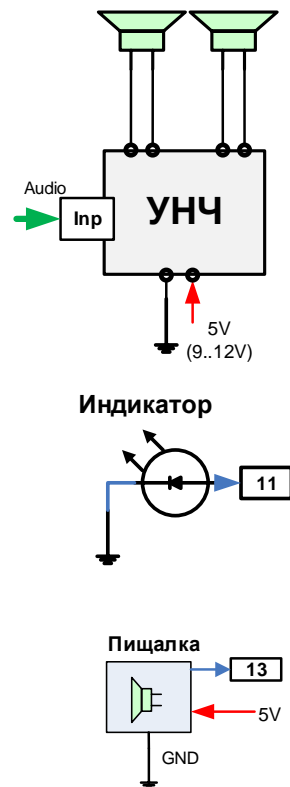 Audio
Inp
УНЧ
5V
(9..12V)
Индикатор
11
Пищалка
13
5V
GND